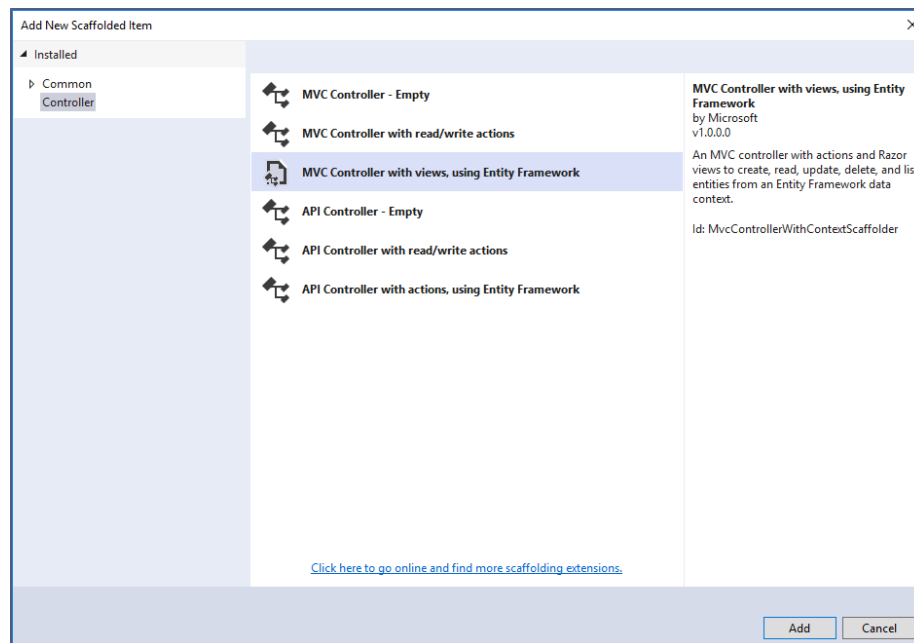 Add New Scaffolded Item
Installed
Common
Controller
MVC Controller - Empty
MVC Controller with read/write actions
MVC Controller with views, using Entity Framework
API Controller - Empty
API Controller with read/write actions
API Controller with actions, using Entity Framework
Click here to go online and find more scaffolding extensions.
MVC Controller with views, using Entity
Framework
by Microsoft
v1.0.0.0
An MVC controller with actions and Razor
views to create, read, update, delete, and lis
entities from an Entity Framework data
context.
Id: MvcControllerWithContextScaffolder
Add
Cancel